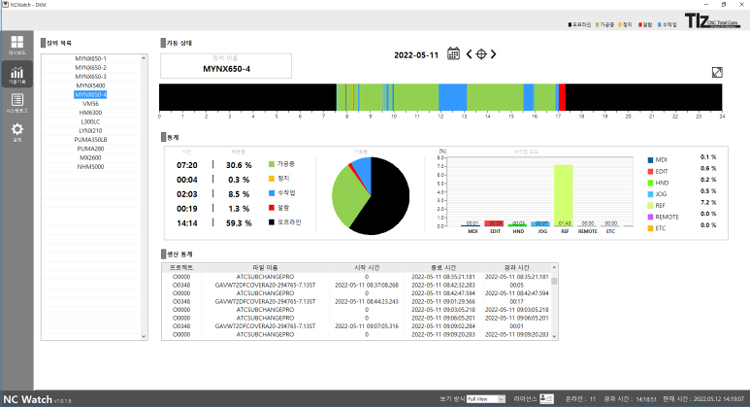 NCWatch - DKM
오프라인 가공중 정지 알람 수작업
TIZ CNC Total Care
대시보드
가동기록
시스템로그
설정
장비 목록
MYNX650-1
MYNX650-2
MYNX650-3
MYNX5400
MYNX650-4
VM56
HM6300
L300LC
LYNX210
PUMA350LB
PUMA280
MX2600
NHM5000
가동 상태
장비 이름
MYNX650-4
2022-05-11
0 1 2 3 4 5 6 7 8 9 10 11 12 13 14 15 16 17 18 19 20 21 22 23 24
통계
시간 백분율 가동률
07:20 30.6 % 가공중
00:04 0.3 % 정지
02:03 8.5 % 수작업
00:19 1.3 % 알람
14:14 59.3 % 오프라인
수작업 모드
[%]
8.0
7.0
6.0
5.0
4.0
3.0
2.0
1.0
0.0
00:01 00:09 00:03 00:07 01:43 00:00 00:00
MDI EDIT HND JOG REF REMOTE ETC
MDI 0.1 %
EDIT 0.6 %
HND 0.2 %
JOG 0.5 %
REF 7.2 %
REMOTE 0.0 %
ETC 0.0 %
생산 통계
프로젝트 파일 이름 시작 시간 종료 시간 경과 시간
O0000 ATCSUBCHANGEPRO 0 2022-05-11 08:35:21.181 2022-05-11 08:35:21.181
O0348 GAVW72DFCOVERA20-294765-7.13ST 2022-05-11 08:37:08.268 2022-05-11 08:42:32.283 00:05
O0000 ATCSUBCHANGEPRO 0 2022-05-11 08:42:47.594 2022-05-11 08:42:47.594
O0348 GAVW72DFCOVERA20-294765-7.13ST 2022-05-11 08:44:23.243 2022-05-11 09:01:29.566 00:17
O0000 ATCSUBCHANGEPRO 0 2022-05-11 09:03:05.218 2022-05-11 09:03:05.218
O0000 ATCSUBCHANGEPRO 0 2022-05-11 09:06:05.201 2022-05-11 09:06:05.201
O0348 GAVW72DFCOVERA20-294765-7.13ST 2022-05-11 09:07:05.316 2022-05-11 09:09:02.284 00:01
O0000 ATCSUBCHANGEPRO 0 2022-05-11 09:09:20.283 2022-05-11 09:09:20.283
NC Watch v1.0.1.8
보기 방식 Full View 라이선스 온라인 : 11 경과 시간 : 14:18:51 현재 시간 : 2022.05.12 14:19:07